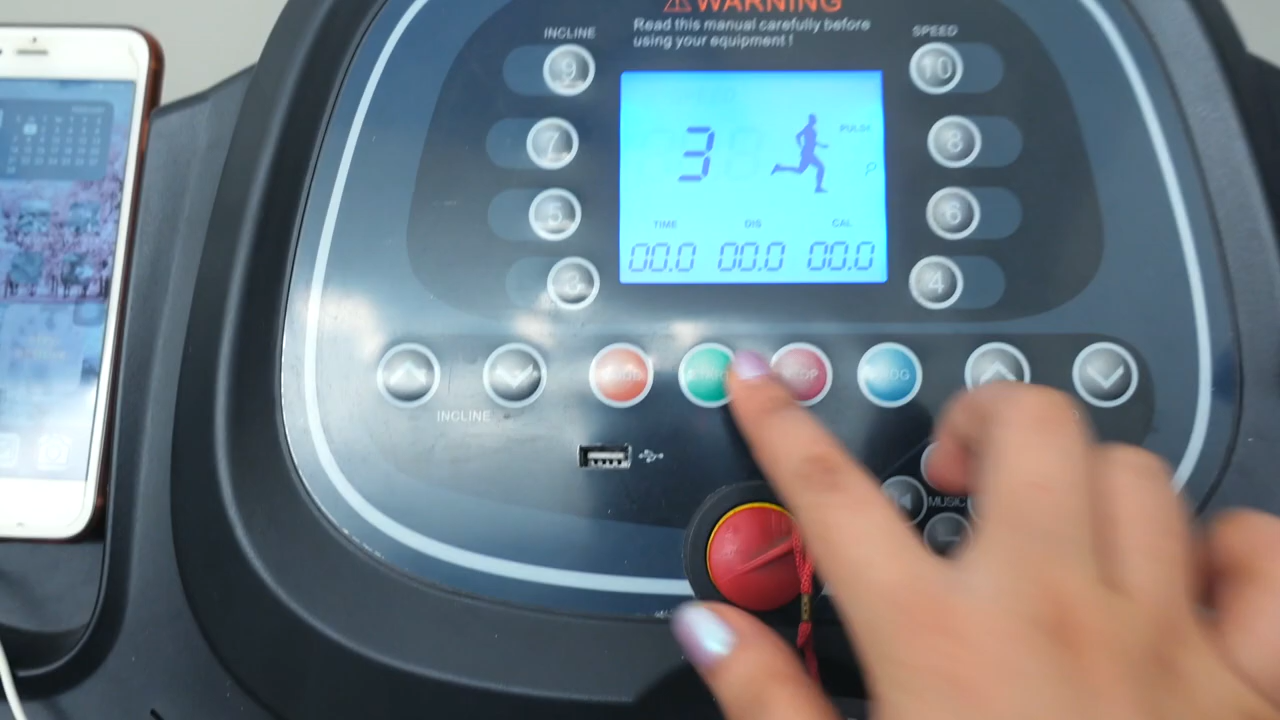 WARNING
Read this manual carefully before
using your equipment !
INCLINE
SPEED
9
10
7
8
5
6
3
4
3
PULSE
TIME
DIS
CAL
00.0
00.0
00.0
START
INCLINE
MUSIC